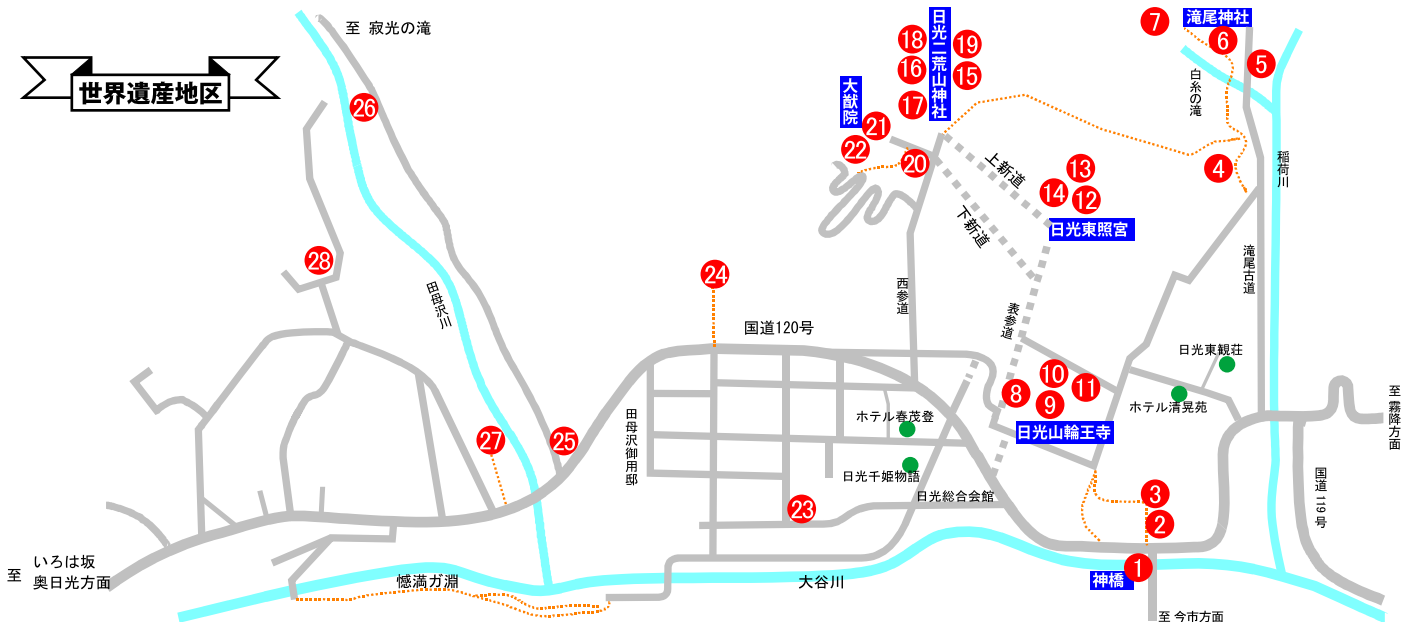 世界遺産地区
至 寂光の滝
26
28
田母沢川
27
25
24
国道120号
田母沢御用邸
23
いろは坂
至
奥日光方面
憾満ガ淵
大谷川
18
16
17
日光二荒山神社
19
15
大猷院
21
22
20
上新道
下新道
西参道
表参道
13
14
12
日光東照宮
7
滝尾神社
6
5
白糸の滝
4
稲荷川
滝尾古道
日光東観荘
ホテル清晃苑
10
8
11
9
日光山輪王寺
ホテル春茂登
日光千姫物語
日光総合会館
3
2
1
神橋
至 今市方面
至 霧降方面
国道119号